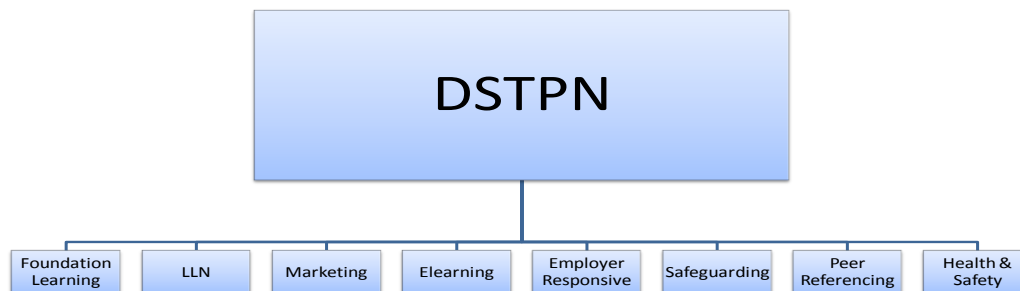 DSTPN
Foundation
Learning
LLN
Marketing
Elearning
Employer
Responsive
Safeguarding
Peer
Referencing
Health &
Safety